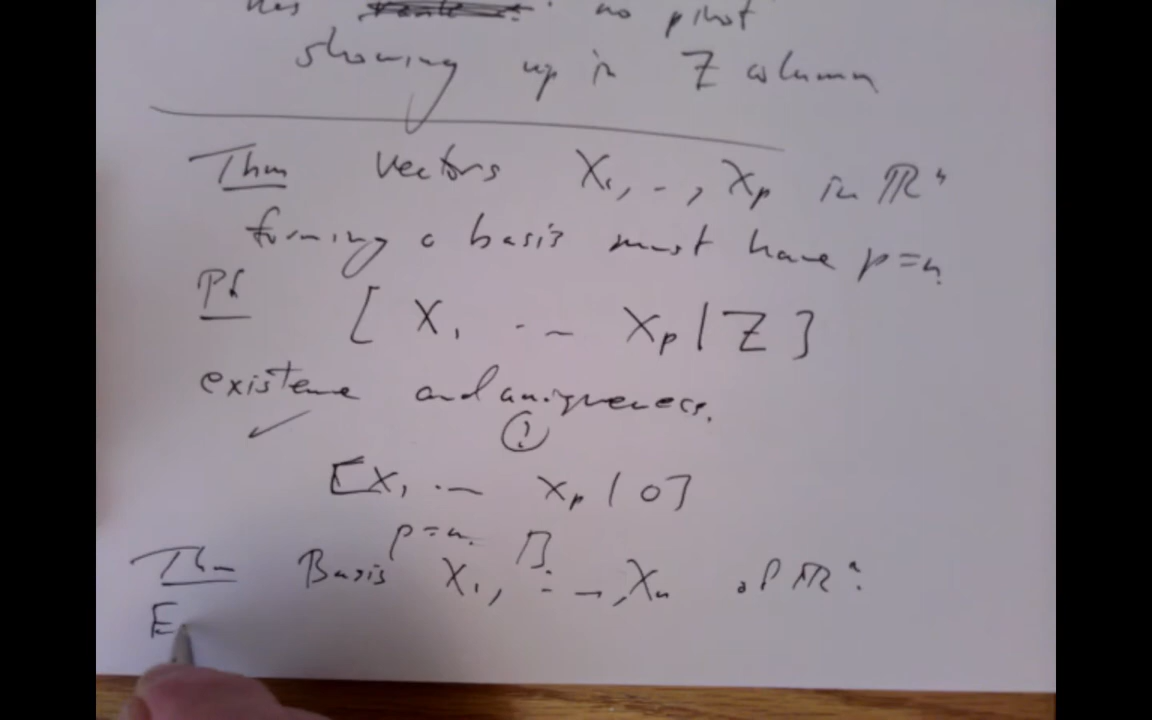 has no pivot
showing up in Z column
Thm vectors X₁, .., Xₚ in ℝⁿ
forming a basis must have p=n.
Pf [ X₁ ... Xₚ | Z ]
existence and uniqueness.
[X₁ ... Xₚ | 0]
p=n. □
Thm Basis X₁, ..., Xₙ of ℝⁿ.
E